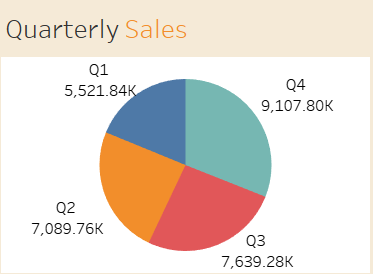 Quarterly Sales
Q1
5,521.84K
Q4
9,107.80K
Q2
7,089.76K
Q3
7,639.28K